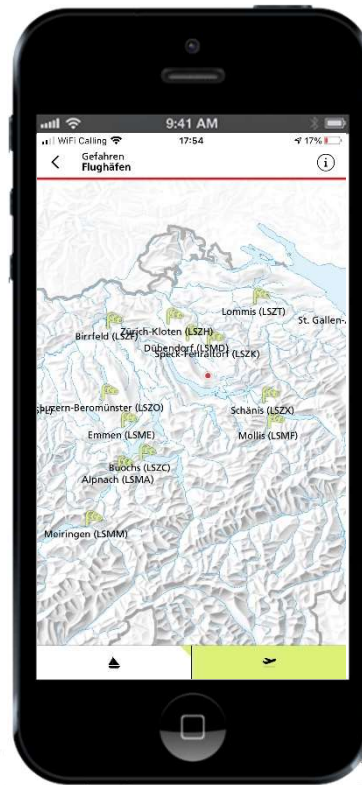 9:41 AM
WiFi Calling 17:54 17%
Gefahren
Flughäfen
Lommis (LSZT)
St. Gallen-
Zürich-Kloten (LSZH)
Birrfeld (LSZF)
Dübendorf (LSMD)
Speck-Fehraltorf (LSZK)
Luzern-Beromünster (LSZO)
Schänis (LSZX)
Emmen (LSME)
Mollis (LSMF)
Buochs (LSZC)
Alpnach (LSMA)
Meiringen (LSMM)